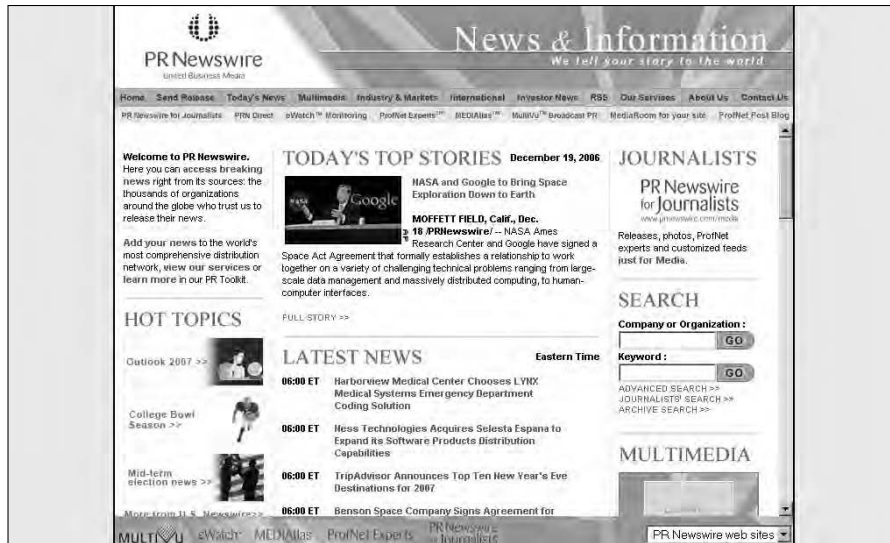 PR Newswire
United Business Media
News & Information
We tell your story to the world
Home Send Release Today's News Multimedia Industry & Markets International Investor News RSS Our Services About Us Contact Us
PR Newswire for Journalists PRN Direct eWatch™ Monitoring ProfNet Experts™ MEDIAtlas™ MultiVu™ Broadcast PR MediaRoom for your site ProfNet Post Blog
Welcome to PR Newswire.
Here you can access breaking
news right from its sources: the
thousands of organizations
around the globe who trust us to
release their news.
Add your news to the world's
most comprehensive distribution
network, view our services or
learn more in our PR Toolkit.
HOT TOPICS
Outlook 2007 >>
College Bowl
Season >>
Mid-term
election news >>
More from U.S. Newswire>>
TODAY'S TOP STORIES December 19, 2006
NASA
Google
NASA and Google to Bring Space
Exploration Down to Earth
MOFFETT FIELD, Calif., Dec.
18 /PRNewswire/ -- NASA Ames
Research Center and Google have signed a
Space Act Agreement that formally establishes a relationship to work
together on a variety of challenging technical problems ranging from large-
scale data management and massively distributed computing, to human-
computer interfaces.
FULL STORY >>
LATEST NEWS Eastern Time
06:00 ET Harborview Medical Center Chooses LYNX
Medical Systems Emergency Department
Coding Solution
06:00 ET Ness Technologies Acquires Selesta Espana to
Expand its Software Products Distribution
Capabilities
06:00 ET TripAdvisor Announces Top Ten New Year's Eve
Destinations for 2007
06:00 ET Benson Space Company Signs Agreement for
JOURNALISTS
PR Newswire
for Journalists
www.prnewswire.com/media
Releases, photos, ProfNet
experts and customized feeds
just for Media.
SEARCH
Company or Organization :
GO
Keyword :
GO
ADVANCED SEARCH >>
JOURNALISTS' SEARCH >>
ARCHIVE SEARCH >>
MULTIMEDIA
MULTIVU eWatch™ MEDIAtlas ProfNet Experts PR Newswire for Journalists
PR Newswire web sites